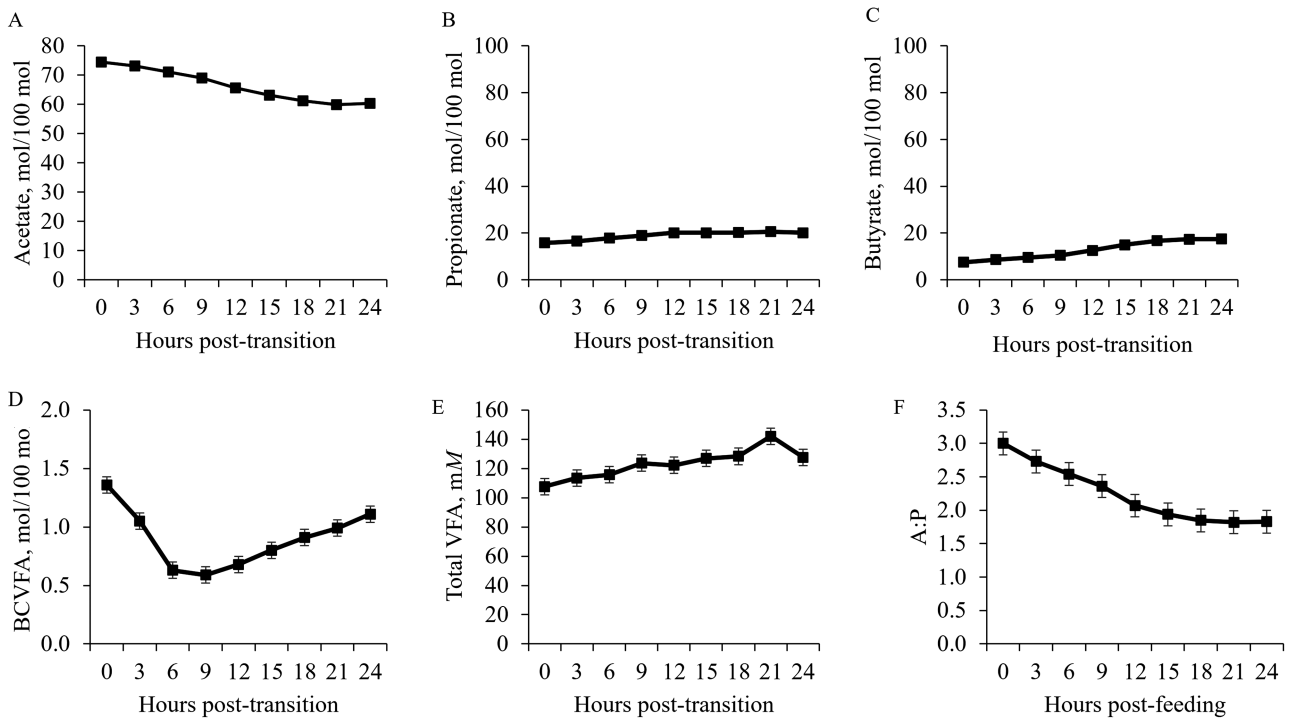 A
Acetate, mol/100 mol
80
70
60
50
40
30
20
10
0
0 3 6 9 12 15 18 21 24
Hours post-transition
B
Propionate, mol/100 mol
100
80
60
40
20
0
0 3 6 9 12 15 18 21 24
Hours post-transition
C
Butyrate, mol/100 mol
100
80
60
40
20
0
0 3 6 9 12 15 18 21 24
Hours post-transition
D
BCVFA, mol/100 mo
2.0
1.5
1.0
0.5
0.0
0 3 6 9 12 15 18 21 24
Hours post-transition
E
Total VFA, mM
160
140
120
100
80
60
40
20
0
0 3 6 9 12 15 18 21 24
Hours post-transition
F
A:P
3.5
3.0
2.5
2.0
1.5
1.0
0.5
0.0
0 3 6 9 12 15 18 21 24
Hours post-feeding